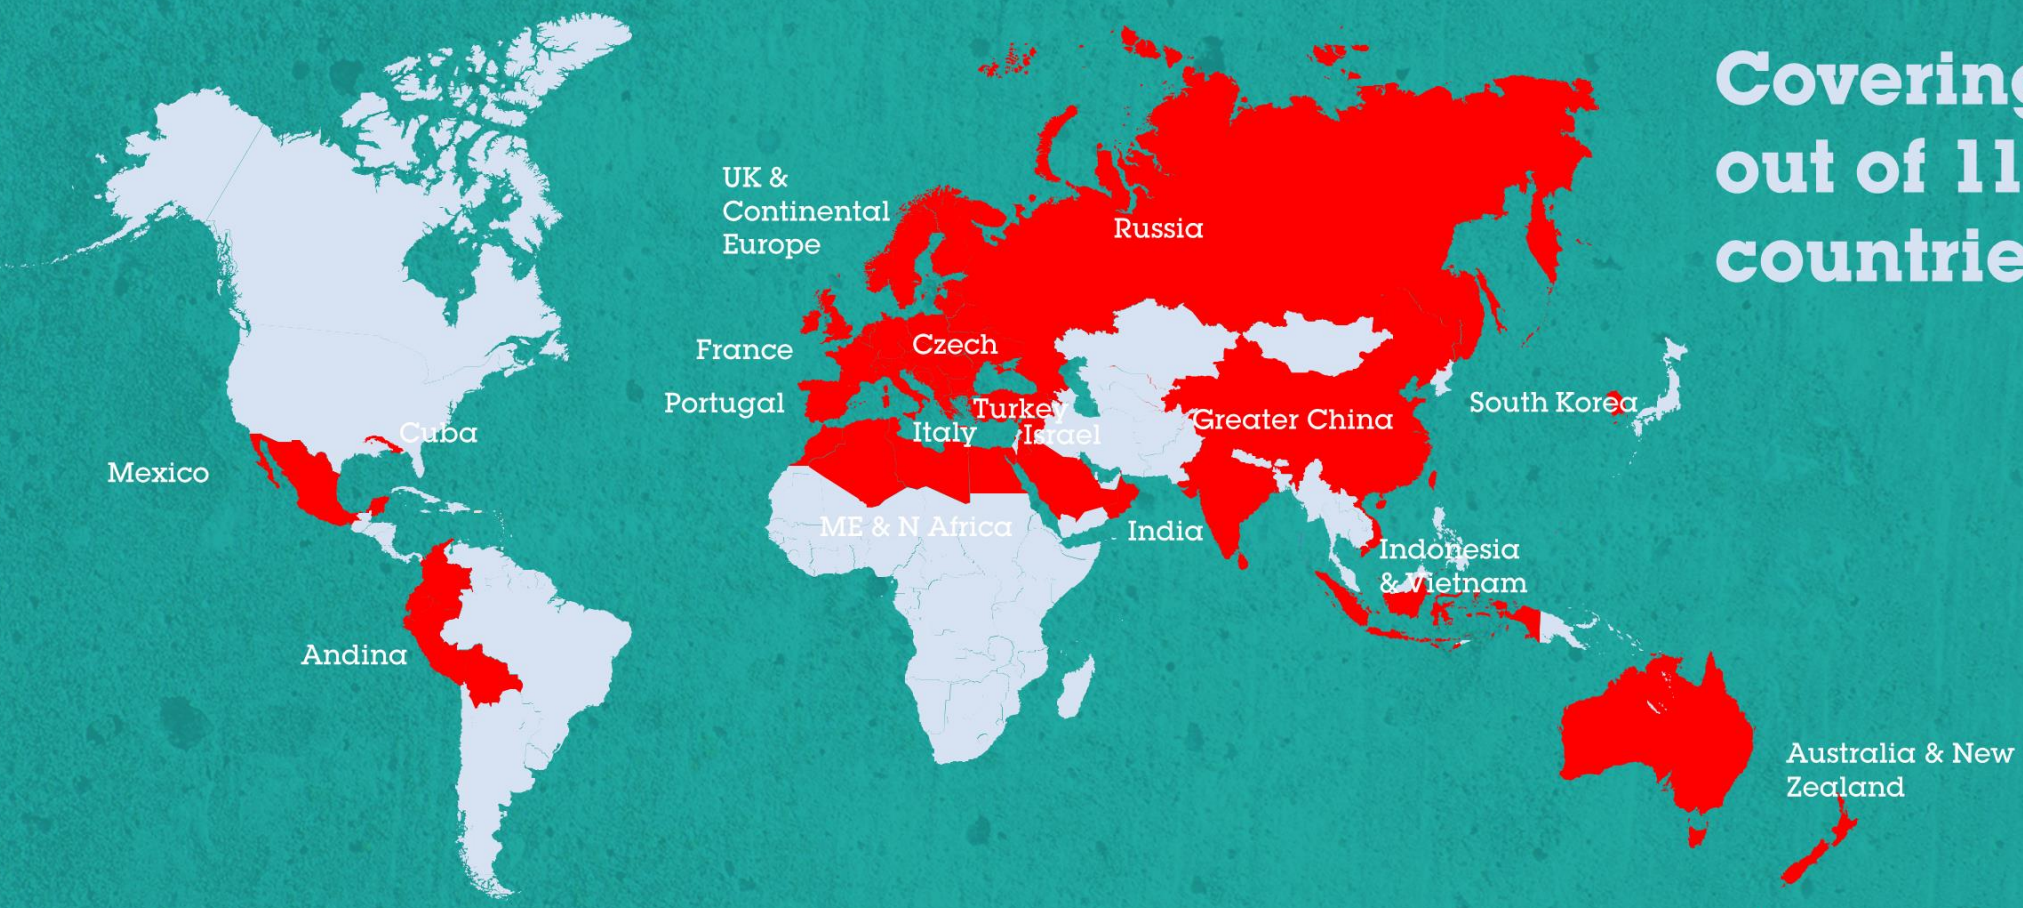 Covering
out of 11
countrie
UK &
Continental
Europe
Russia
France
Czech
Portugal
Turkey
Greater China
South Korea
Italy
Israel
Cuba
Mexico
ME & N Africa
India
Indonesia
& Vietnam
Andina
Australia & New
Zealand